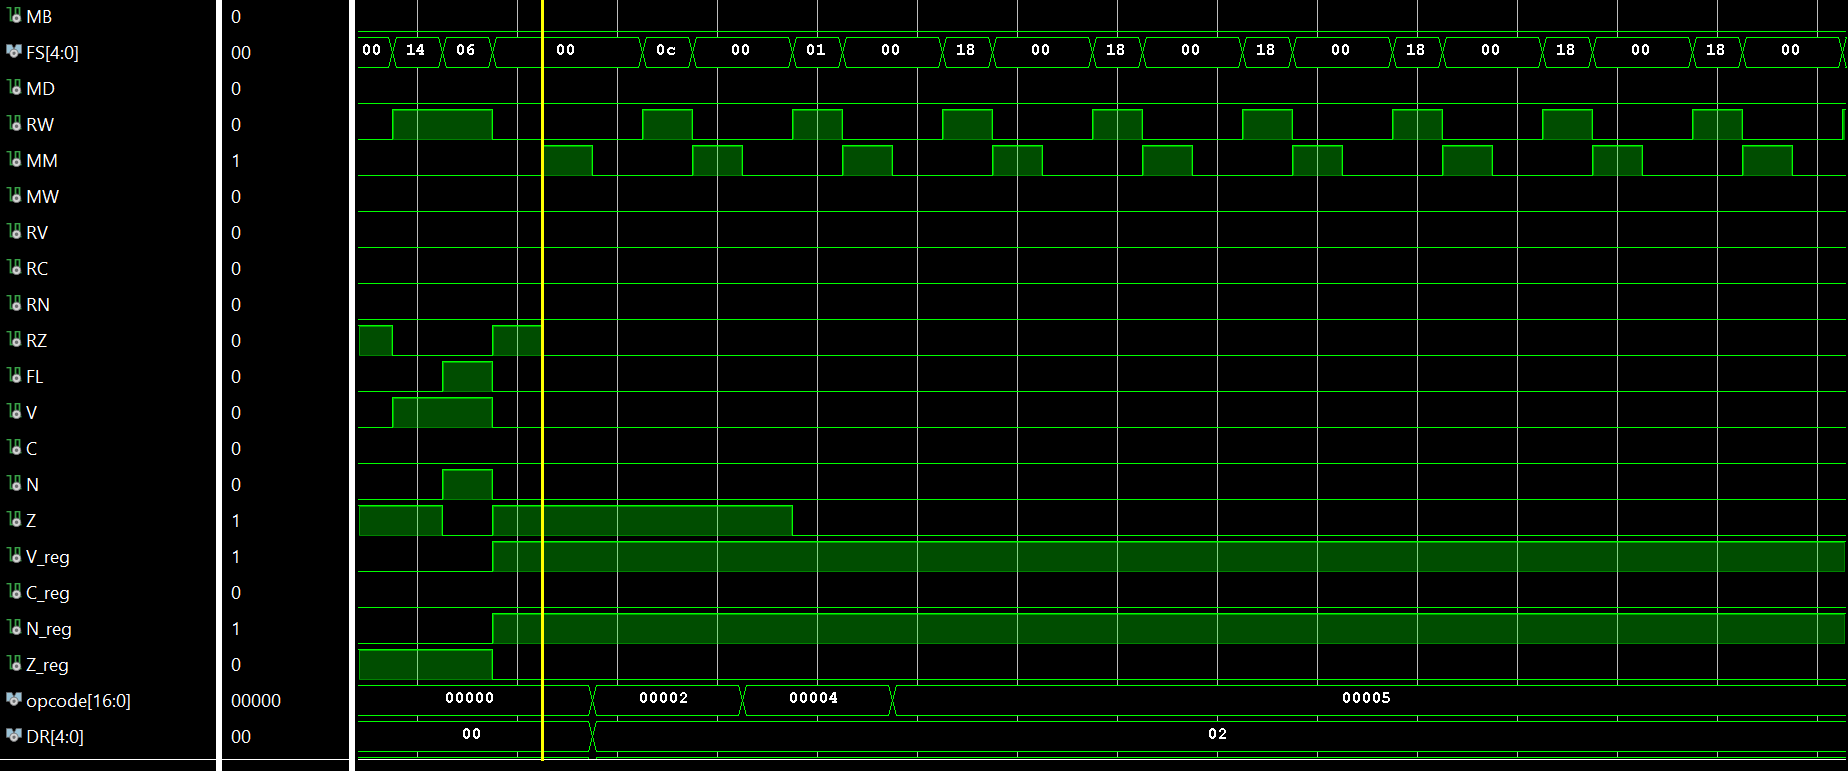 MB 0
FS[4:0] 00 00 14 06 00 0c 00 01 00 18 00 18 00 18 00 18 00 18 00 18 00
MD 0
RW 0
MM 1
MW 0
RV 0
RC 0
RN 0
RZ 0
FL 0
V 0
C 0
N 0
Z 1
V_reg 1
C_reg 0
N_reg 1
Z_reg 0
opcode[16:0] 00000 00000 00002 00004 00005
DR[4:0] 00 00 02